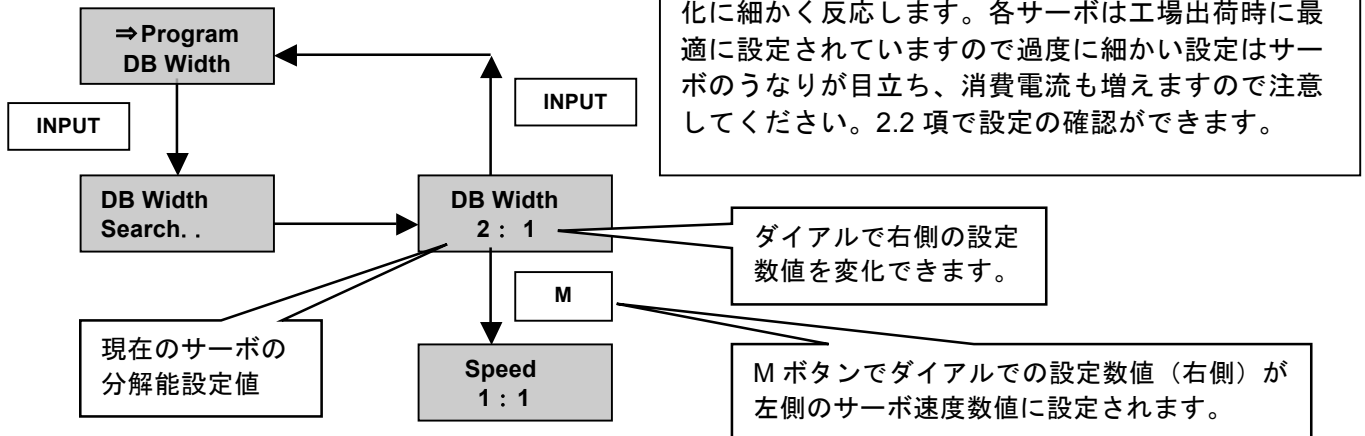 化に細かく反応します。各サーボは工場出荷時に最
適に設定されていますので過度に細かい設定はサー
ボのうなりが目立ち、消費電流も増えますので注意
してください。2.2 項で設定の確認ができます。
⇒Program
DB Width
INPUT
INPUT
DB Width
Search. .
DB Width
2： 1
ダイアルで右側の設定
数値を変化できます。
M
現在のサーボの
分解能設定値
Speed
1：1
M ボタンでダイアルでの設定数値（右側）が
左側のサーボ速度数値に設定されます。